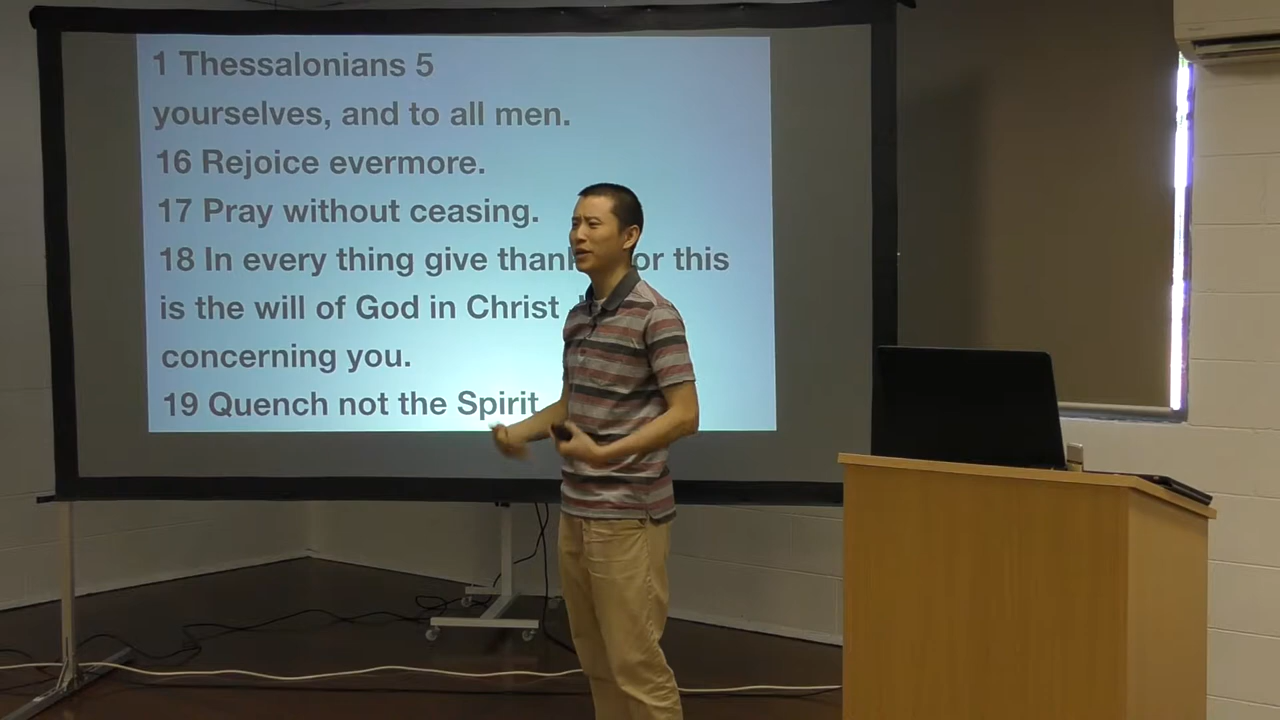 1 Thessalonians 5
yourselves, and to all men.
16 Rejoice evermore.
17 Pray without ceasing.
18 In every thing give or this
is the will of God in Christ
concerning you.
19 Quench not the Spirit